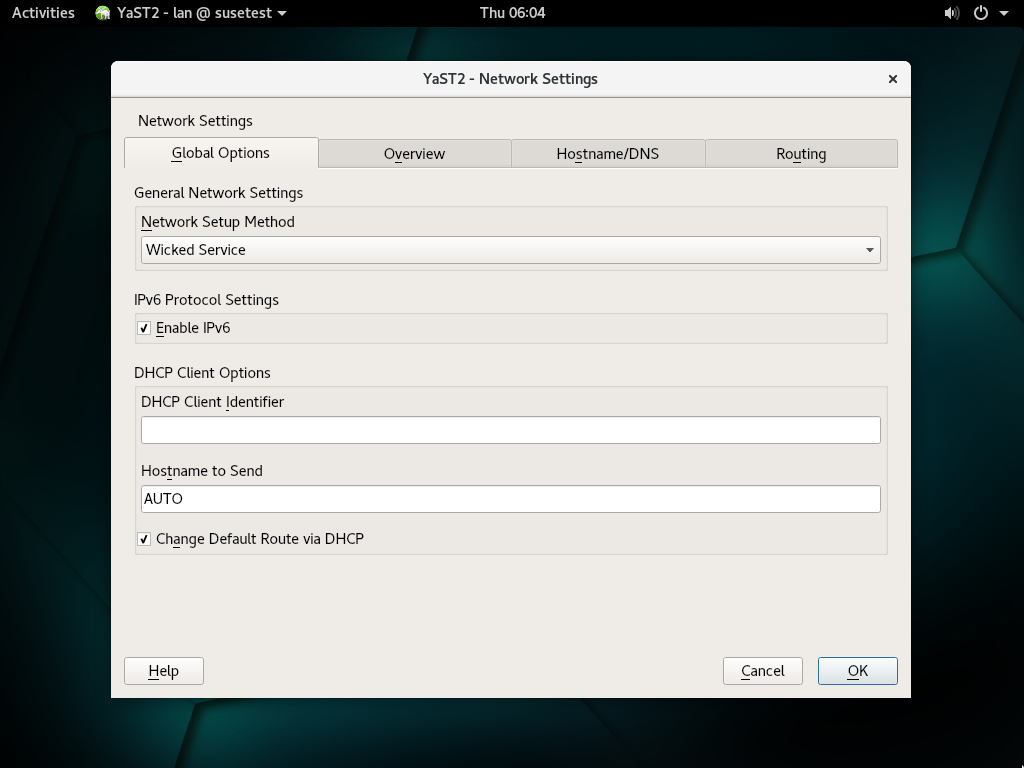 Activities YaST2 - lan @ susetest Thu 06:04
YaST2 - Network Settings
Network Settings
Global Options Overview Hostname/DNS Routing
General Network Settings
Network Setup Method
Wicked Service
IPv6 Protocol Settings
Enable IPv6
DHCP Client Options
DHCP Client Identifier
Hostname to Send
AUTO
Change Default Route via DHCP
Help Cancel OK